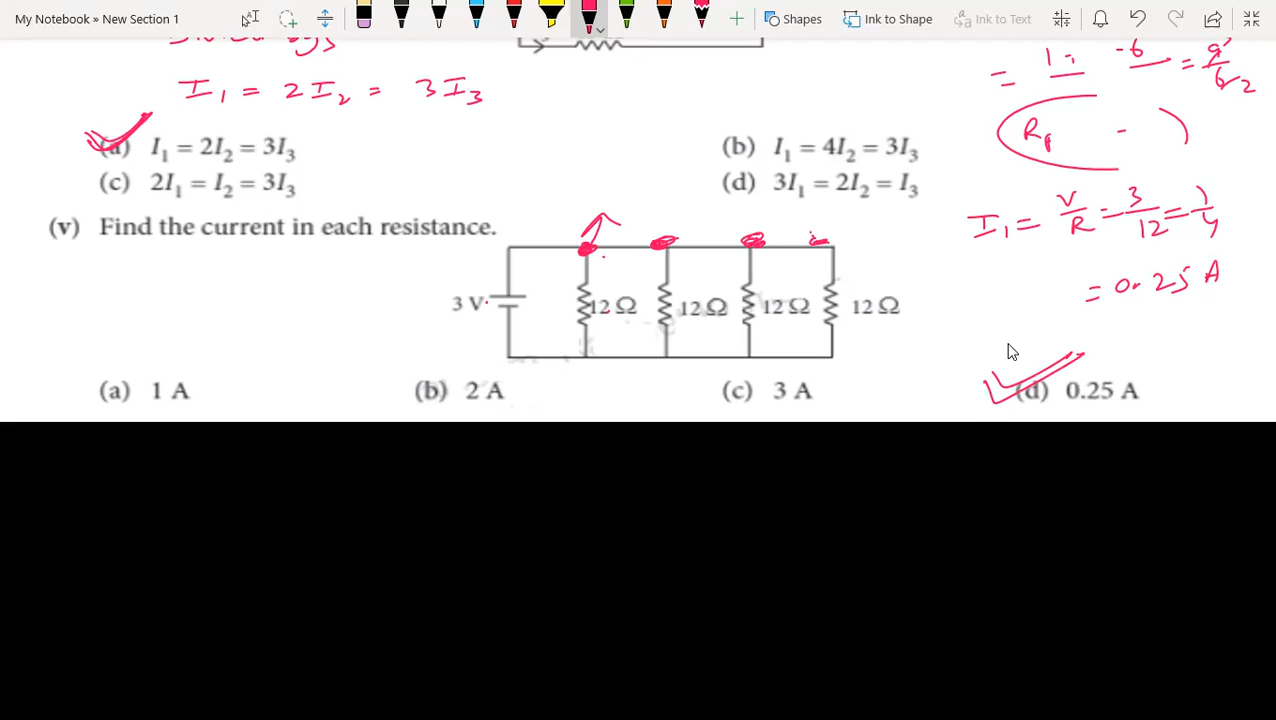 My Notebook » New Section 1
Shapes
Ink to Shape
Ink to Text
I₁ = 2I₂ = 3I₃
(a) I₁ = 2I₂ = 3I₃
(b) I₁ = 4I₂ = 3I₃
(c) 2I₁ = I₂ = 3I₃
(d) 3I₁ = 2I₂ = I₃
(v) Find the current in each resistance.
3 V
12 Ω
12 Ω
12 Ω
12 Ω
I₁ = V/R = 3/12 = 1/4
= 0.25 A
(a) 1 A
(b) 2 A
(c) 3 A
(d) 0.25 A